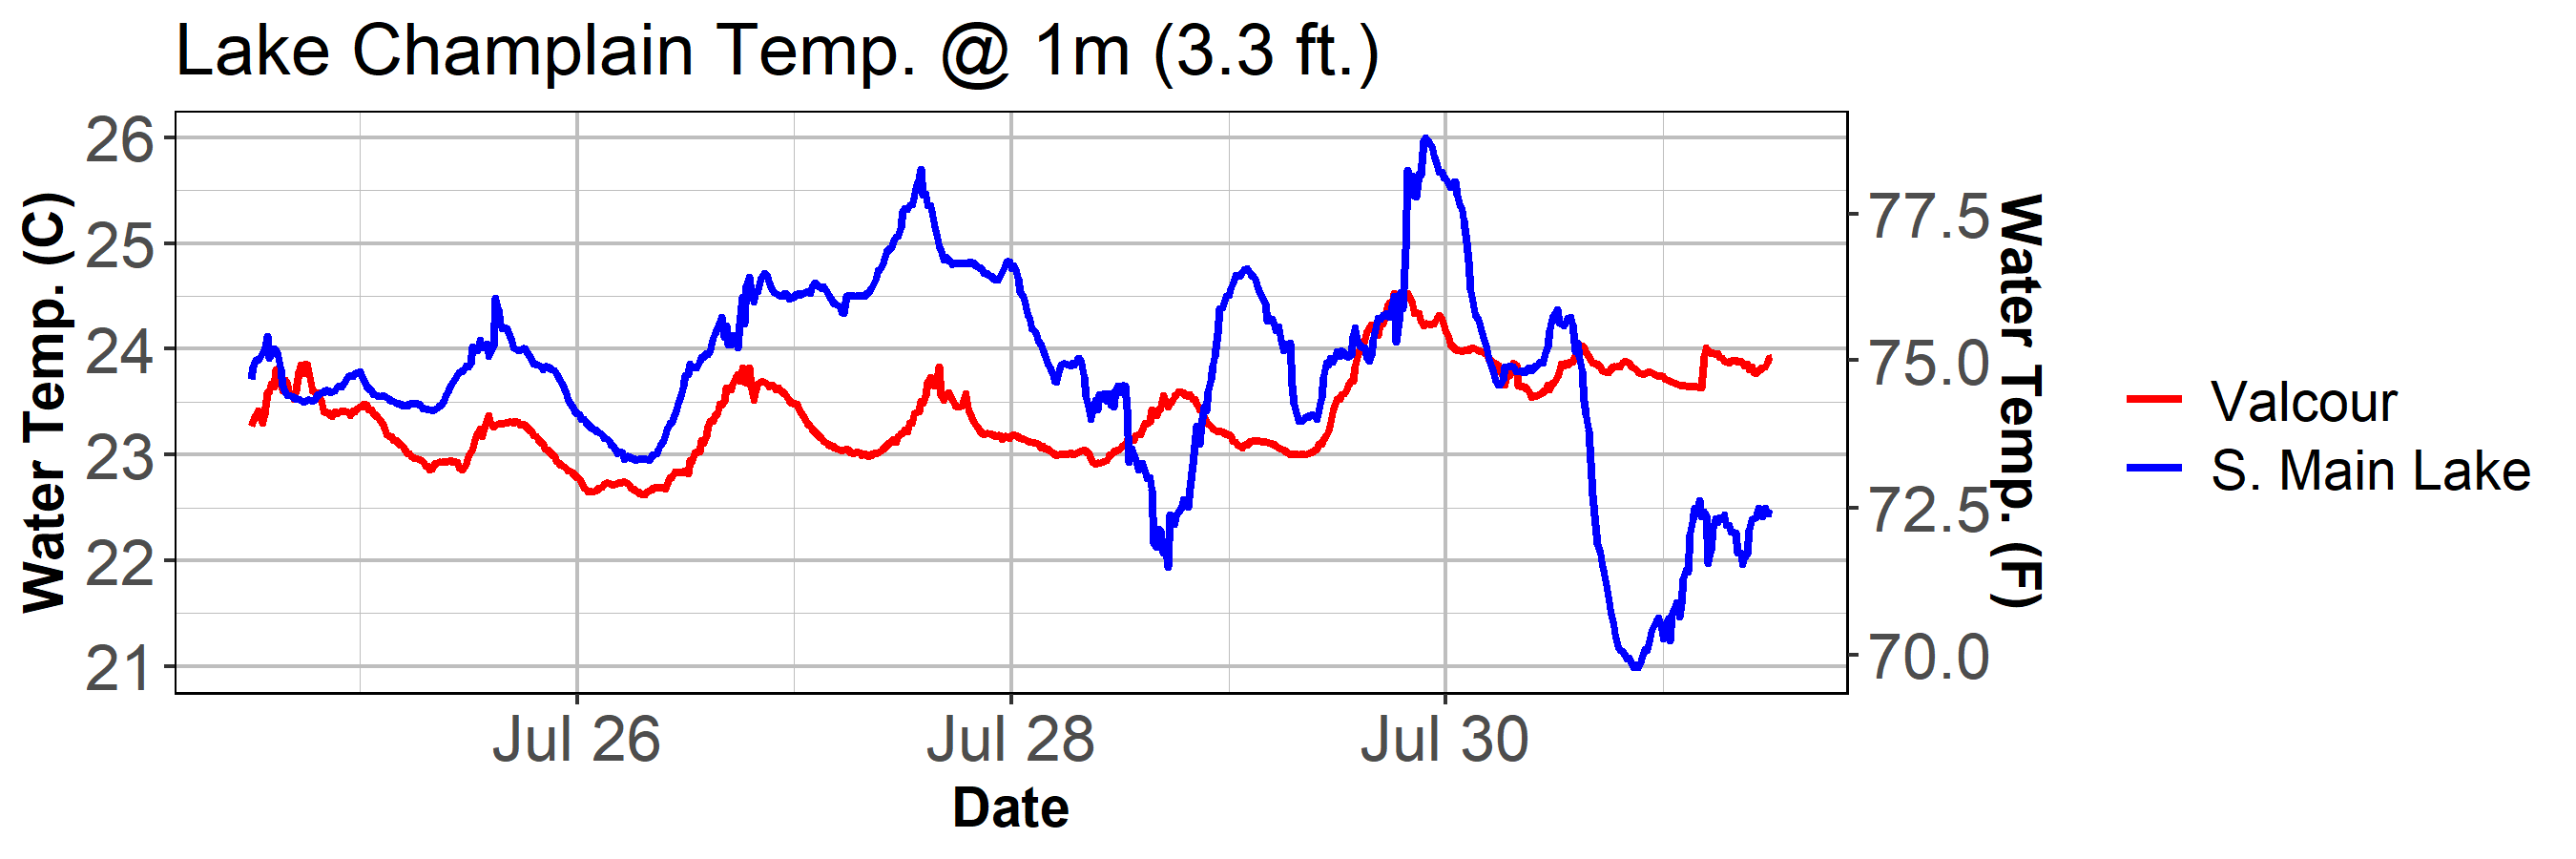 Lake Champlain Temp. @ 1m (3.3 ft.)
Water Temp. (C)
26
25
24
23
22
21
77.5
75.0
72.5
70.0
Water Temp. (F)
Jul 26
Jul 28
Jul 30
Date
Valcour
S. Main Lake